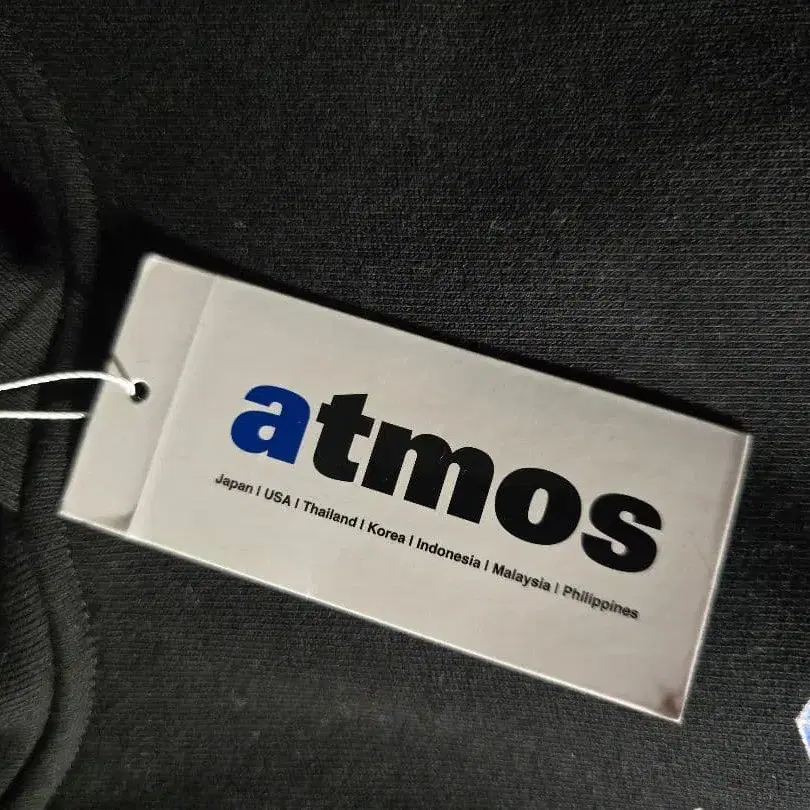 atmos
Japan | USA | Thailand | Korea | Indonesia | Malaysia | Philippines